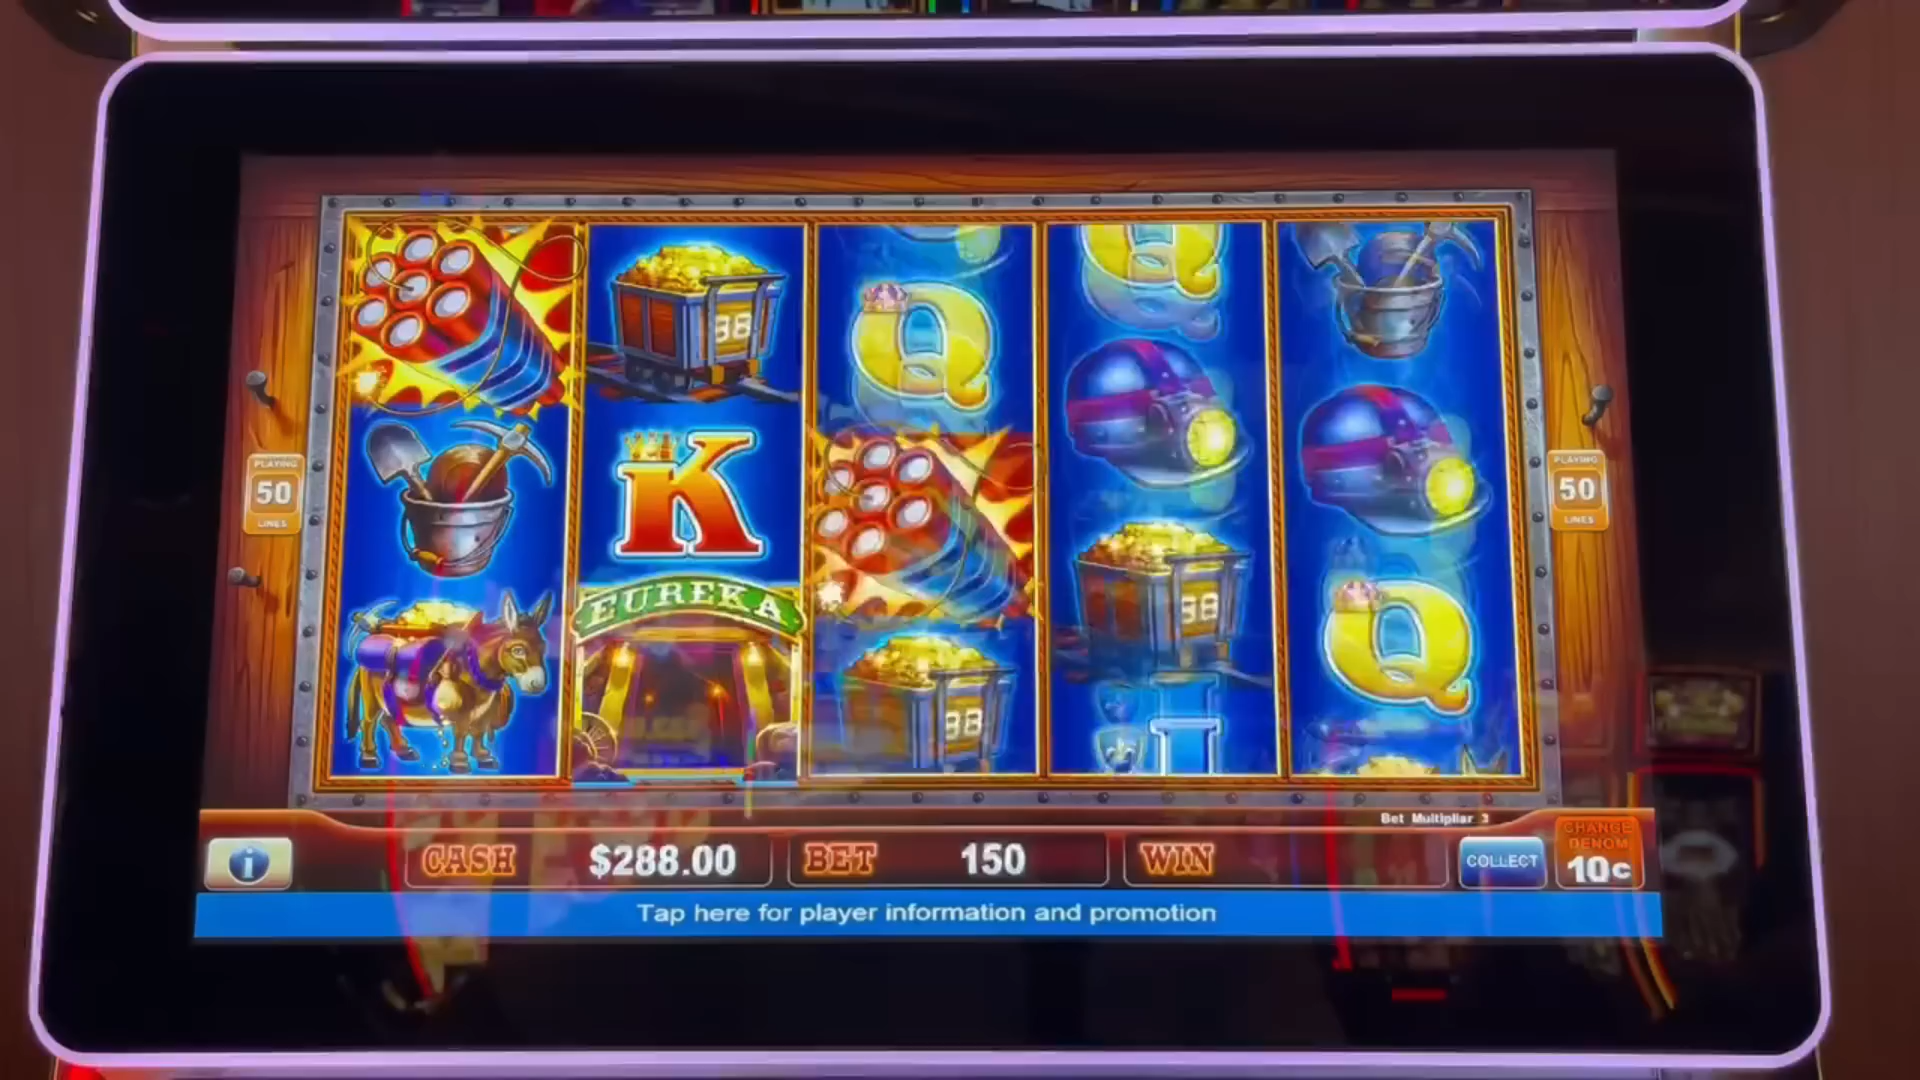 88
Q
Q
K
EUREKA
88
88
Q
J
PLAYING
50
LINES
PLAYING
50
LINES
Bet Multiplier 3
CASH $288.00 BET 150 WIN COLLECT
CHANGE
DENOM
10c
Tap here for player information and promotion